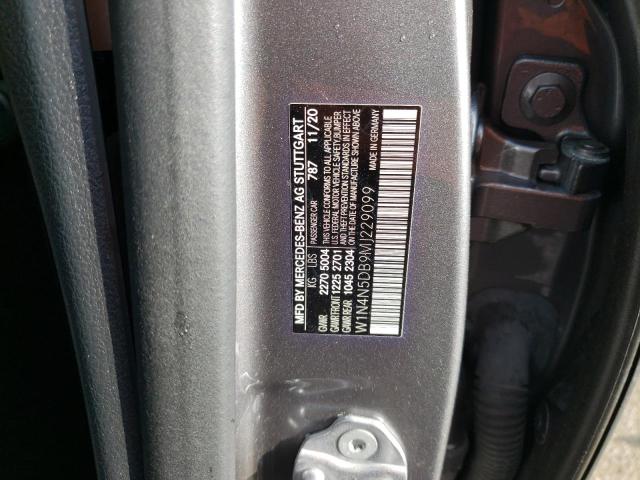 MFD BY MERCEDES-BENZ AG STUTTGART
PASSENGER CAR 787 11/20
KG LBS
GVWR 2270 5004
GAWR FRONT 1225 2701
GAWR REAR 1045 2304
THIS VEHICLE CONFORMS TO ALL APPLICABLE
U.S. FEDERAL MOTOR VEHICLE SAFETY, BUMPER
AND THEFT PREVENTION STANDARDS IN EFFECT
ON THE DATE OF MANUFACTURE SHOWN ABOVE
MADE IN GERMANY
W1N4N5DB9MJ229099